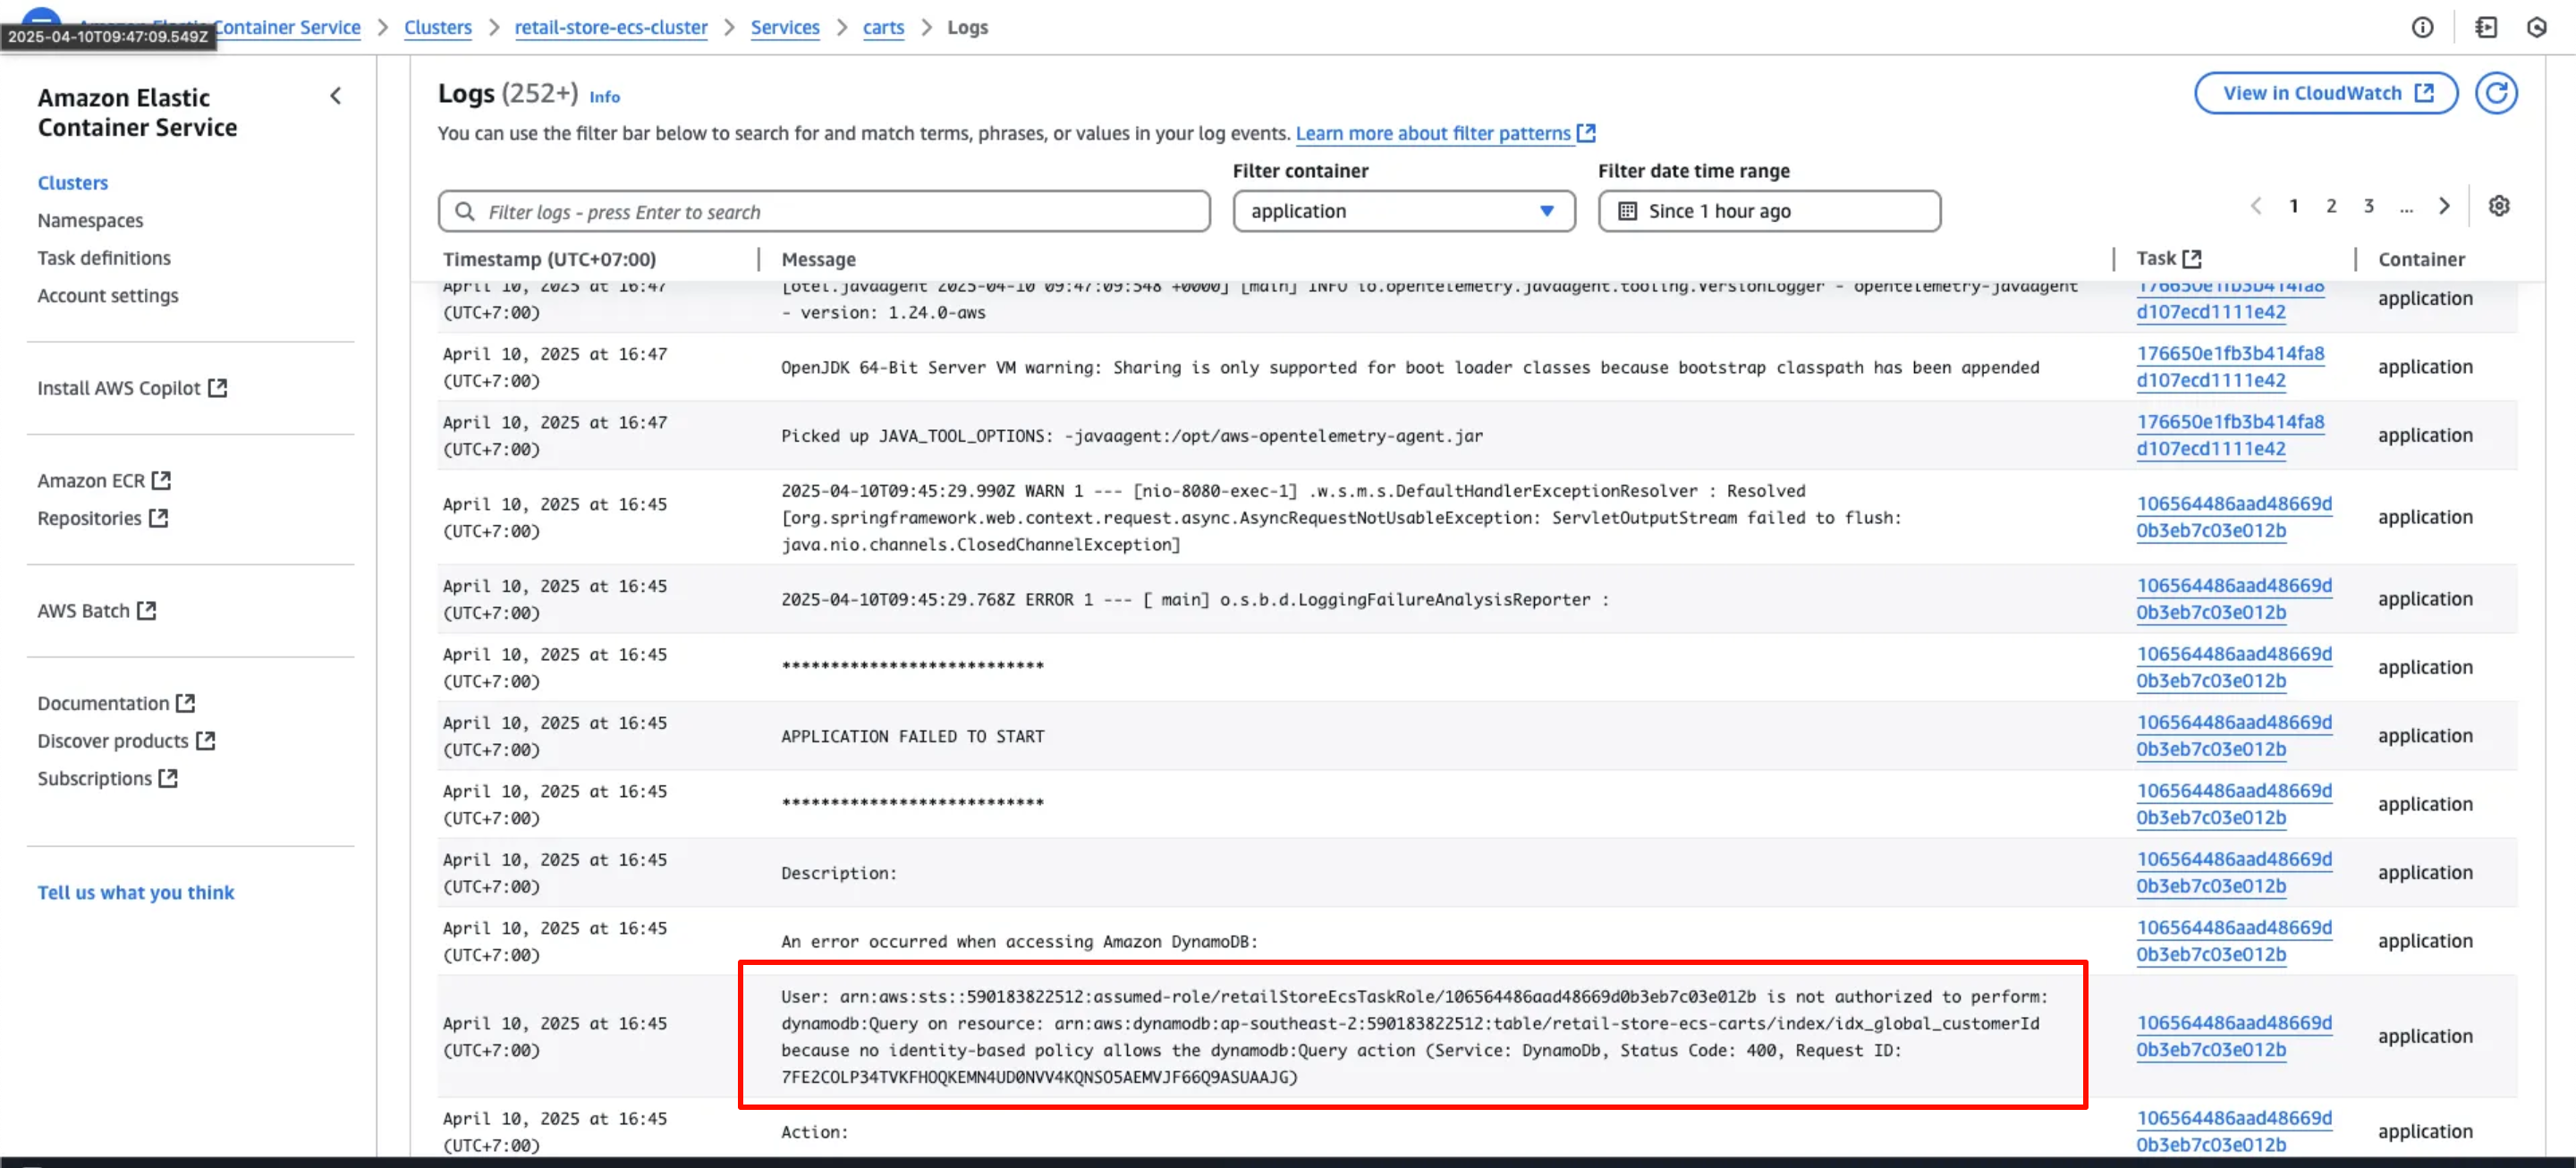 Amazon Elastic Container Service > Clusters > retail-store-ecs-cluster > Services > carts > Logs
2025-04-10T09:47:09.549Z
Amazon Elastic
Container Service
Clusters
Namespaces
Task definitions
Account settings
Install AWS Copilot
Amazon ECR
Repositories
AWS Batch
Documentation
Discover products
Subscriptions
Tell us what you think
Logs (252+) Info
View in CloudWatch
You can use the filter bar below to search for and match terms, phrases, or values in your log events. Learn more about filter patterns
Filter container
Filter date time range
Filter logs - press Enter to search
application
Since 1 hour ago
1 2 3 ...
Timestamp (UTC+07:00) Message Task Container
April 10, 2025 at 16:47
(UTC+7:00)
[otel.javaagent 2025-04-10 09:47:09:548 +0000] [main] INFO io.opentelemetry.javaagent.tooling.VersionLogger - opentelemetry-javaagent
- version: 1.24.0-aws
176650e1fb3b414fa8
d107ecd1111e42
application
April 10, 2025 at 16:47
(UTC+7:00)
OpenJDK 64-Bit Server VM warning: Sharing is only supported for boot loader classes because bootstrap classpath has been appended
176650e1fb3b414fa8
d107ecd1111e42
application
April 10, 2025 at 16:47
(UTC+7:00)
Picked up JAVA_TOOL_OPTIONS: -javaagent:/opt/aws-opentelemetry-agent.jar
176650e1fb3b414fa8
d107ecd1111e42
application
April 10, 2025 at 16:45
(UTC+7:00)
2025-04-10T09:45:29.990Z WARN 1 --- [nio-8080-exec-1] .w.s.m.s.DefaultHandlerExceptionResolver : Resolved
[org.springframework.web.context.request.async.AsyncRequestNotUsableException: ServletOutputStream failed to flush:
java.nio.channels.ClosedChannelException]
106564486aad48669d
0b3eb7c03e012b
application
April 10, 2025 at 16:45
(UTC+7:00)
2025-04-10T09:45:29.768Z ERROR 1 --- [ main] o.s.b.d.LoggingFailureAnalysisReporter :
106564486aad48669d
0b3eb7c03e012b
application
April 10, 2025 at 16:45
(UTC+7:00)
***************************
106564486aad48669d
0b3eb7c03e012b
application
April 10, 2025 at 16:45
(UTC+7:00)
APPLICATION FAILED TO START
106564486aad48669d
0b3eb7c03e012b
application
April 10, 2025 at 16:45
(UTC+7:00)
***************************
106564486aad48669d
0b3eb7c03e012b
application
April 10, 2025 at 16:45
(UTC+7:00)
Description:
106564486aad48669d
0b3eb7c03e012b
application
April 10, 2025 at 16:45
(UTC+7:00)
An error occurred when accessing Amazon DynamoDB:
106564486aad48669d
0b3eb7c03e012b
application
April 10, 2025 at 16:45
(UTC+7:00)
User: arn:aws:sts::590183822512:assumed-role/retailStoreEcsTaskRole/106564486aad48669d0b3eb7c03e012b is not authorized to perform:
dynamodb:Query on resource: arn:aws:dynamodb:ap-southeast-2:590183822512:table/retail-store-ecs-carts/index/idx_global_customerId
because no identity-based policy allows the dynamodb:Query action (Service: DynamoDb, Status Code: 400, Request ID:
7FE2COLP34TVKFHOQKEMN4UD0NVV4KQNSO5AEMVJF66Q9ASUAAJG)
106564486aad48669d
0b3eb7c03e012b
application
April 10, 2025 at 16:45
(UTC+7:00)
Action:
106564486aad48669d
0b3eb7c03e012b
application